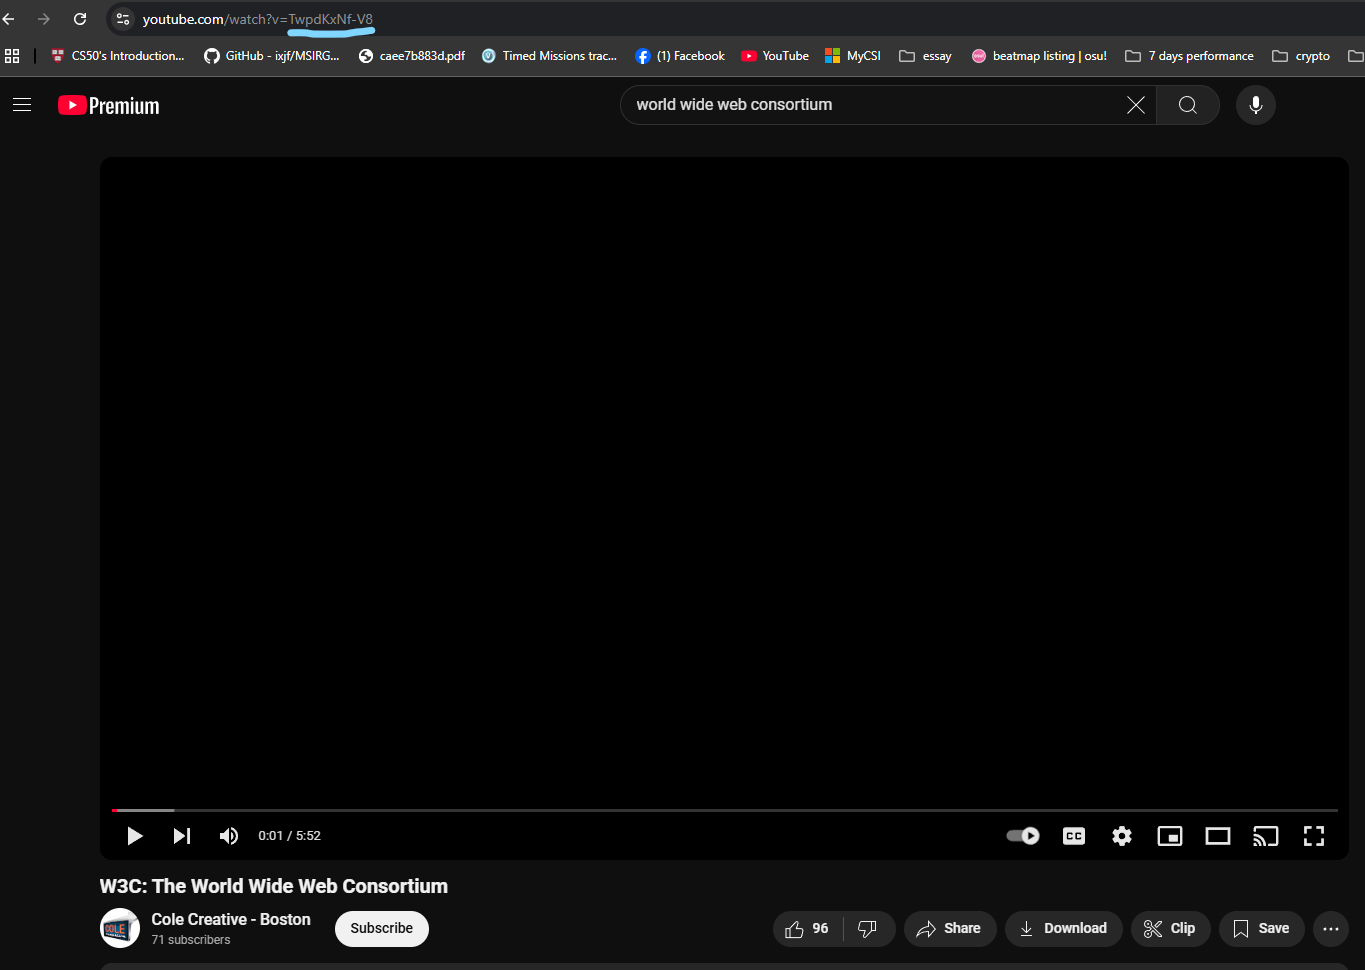 youtube.com/watch?v=TwpdKxNf-V8
CS50's Introduction... GitHub - ixjf/MSIRG... caee7b883d.pdf Timed Missions trac... (1) Facebook YouTube MyCSI essay beatmap listing | osu! 7 days performance crypto
Premium world wide web consortium
0:01 / 5:52 CC
W3C: The World Wide Web Consortium
Cole Creative - Boston
71 subscribers
Subscribe 96 Share Download Clip Save